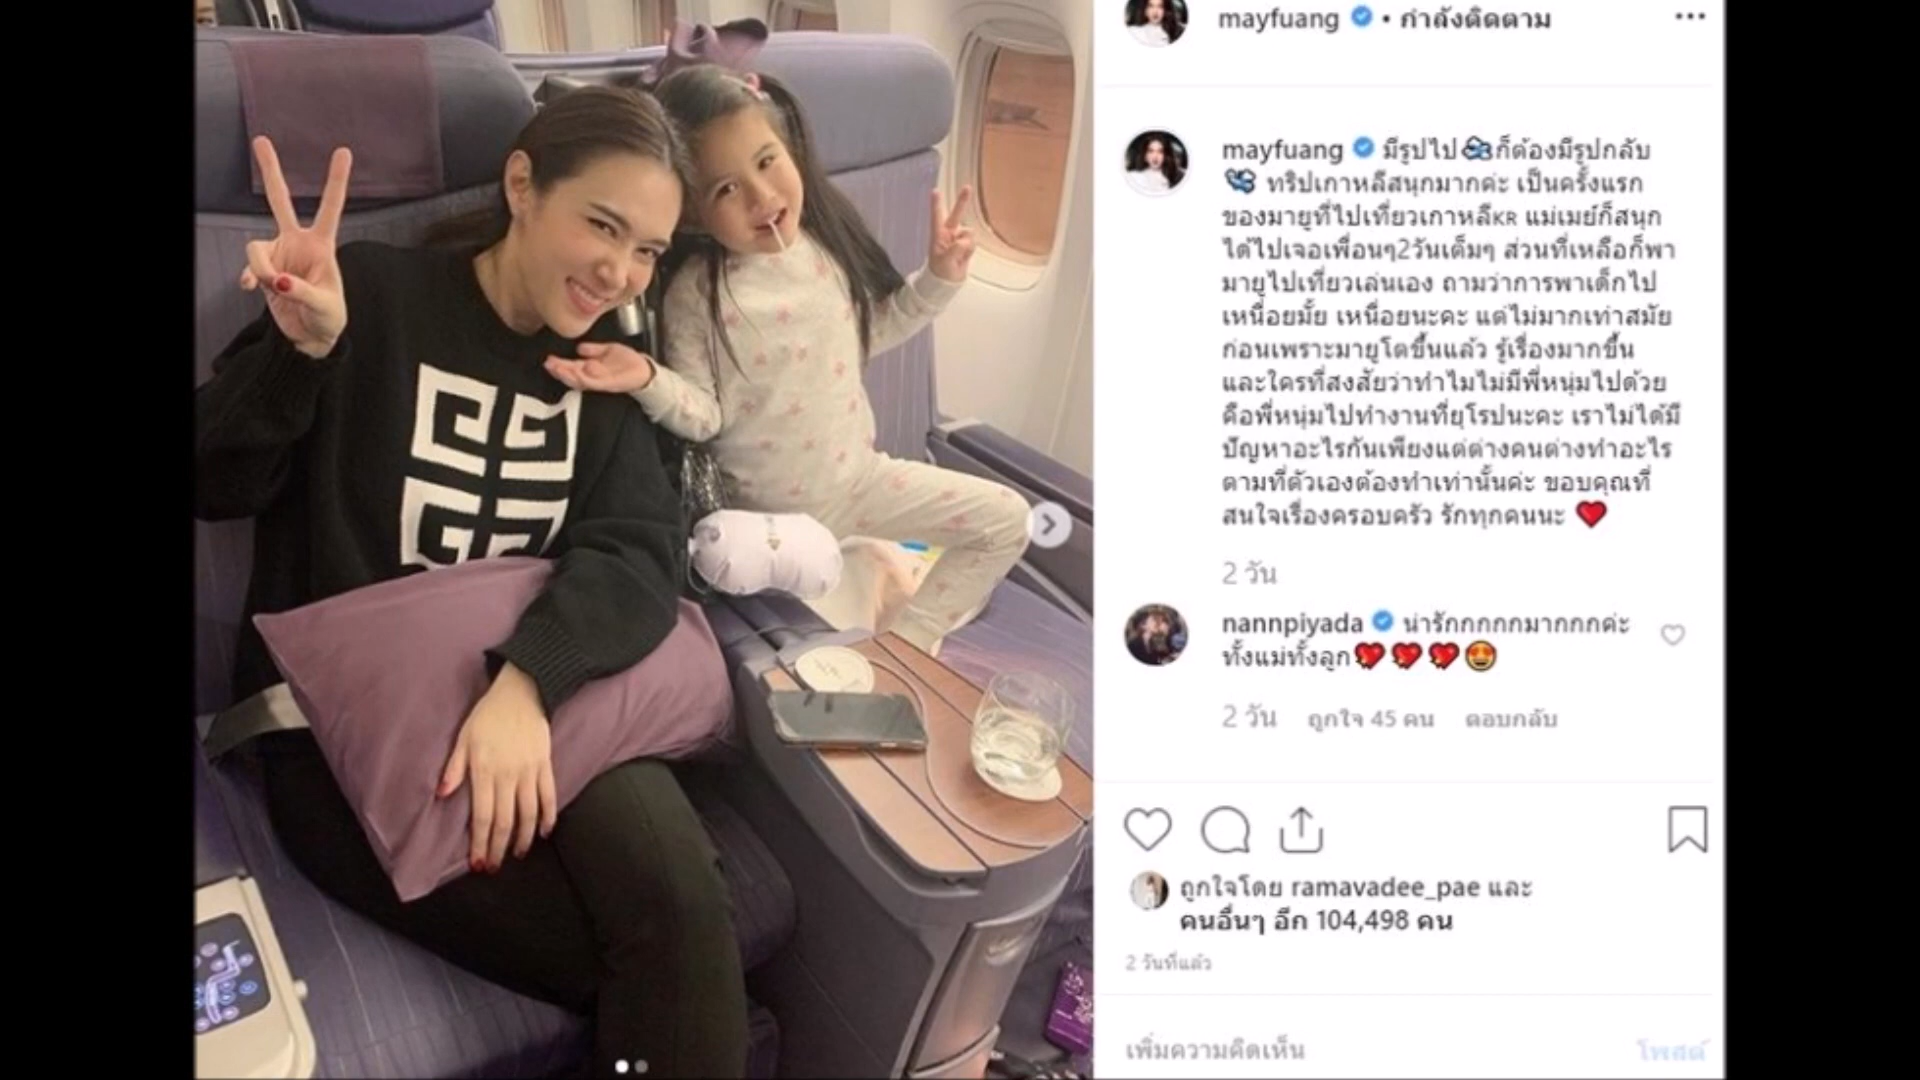 mayfuang • กำลังติดตาม
mayfuang มีรูปไป ก็ต้องมีรูปกลับ
ทริปเกาหลีสนุกมากค่ะ เป็นครั้งแรก
ของมายูที่ไปเที่ยวเกาหลีKR แม่เมย์ก็สนุก
ได้ไปเจอเพื่อนๆ2วันเต็มๆ ส่วนที่เหลือก็พา
มายูไปเที่ยวเล่นเอง ถามว่าการพาเด็กไป
เหนื่อยมั้ย เหนื่อยนะคะ แต่ไม่มากเท่าสมัย
ก่อนเพราะมายูโตขึ้นแล้ว รู้เรื่องมากขึ้น
และใครที่สงสัยว่าทำไมไม่มีพี่หนุ่มไปด้วย
คือพี่หนุ่มไปทำงานที่ยุโรปนะคะ เราไม่ได้มี
ปัญหาอะไรกันเพียงแต่ต่างคนต่างทำอะไร
ตามที่ตัวเองต้องทำเท่านั้นค่ะ ขอบคุณที่
สนใจเรื่องครอบครัว รักทุกคนนะ ❤
2 วัน
nannpiyada น่ารักกกกกมากกกค่ะ
ทั้งแม่ทั้งลูก💖💖💖😍
2 วัน ถูกใจ 45 คน ตอบกลับ
ถูกใจโดย ramavadee_pae และ
คนอื่นๆ อีก 104,498 คน
2 วันที่แล้ว
เพิ่มความคิดเห็น
โพสต์